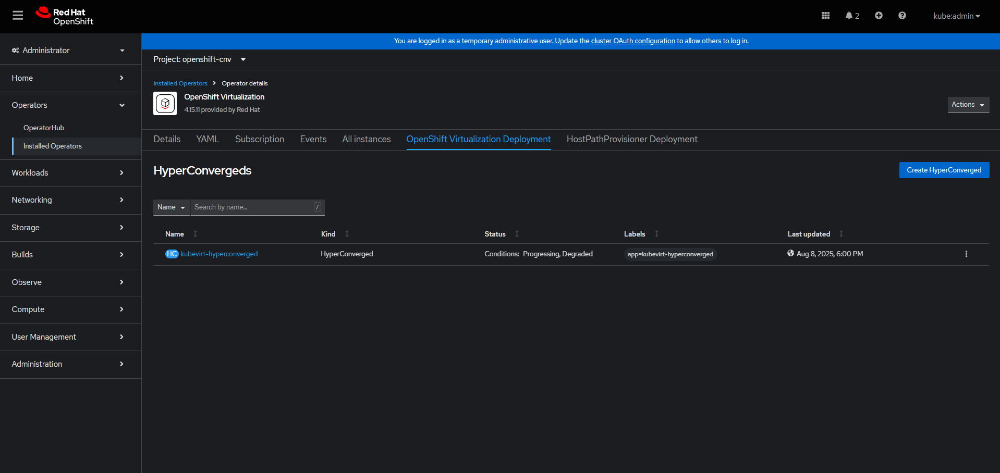 Red Hat
OpenShift
2
kube:admin
Administrator
Home
Operators
OperatorHub
Installed Operators
Workloads
Networking
Storage
Builds
Observe
Compute
User Management
Administration
You are logged in as a temporary administrative user. Update the cluster OAuth configuration to allow others to log in.
Project: openshift-cnv
Installed Operators > Operator details
OpenShift Virtualization
4.15.11 provided by Red Hat
Actions
Details YAML Subscription Events All instances OpenShift Virtualization Deployment HostPathProvisioner Deployment
HyperConvergeds
Create HyperConverged
Name Search by name... /
Name Kind Status Labels Last updated
HC kubevirt-hyperconverged HyperConverged Conditions: Progressing, Degraded app=kubevirt-hyperconverged Aug 8, 2025, 6:00 PM